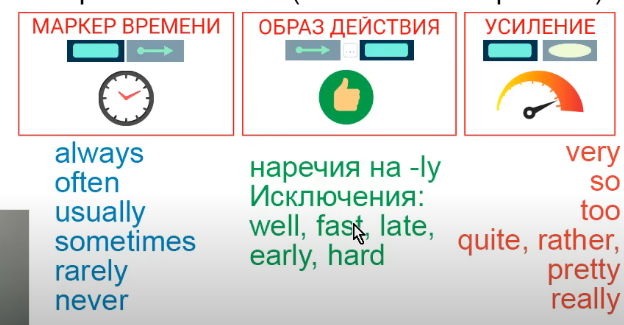 МАРКЕР ВРЕМЕНИ
always
often
usually
sometimes
rarely
never
ОБРАЗ ДЕЙСТВИЯ
наречия на -ly
Исключения:
well, fast, late,
early, hard
УСИЛЕНИЕ
very
so
too
quite, rather,
pretty
really